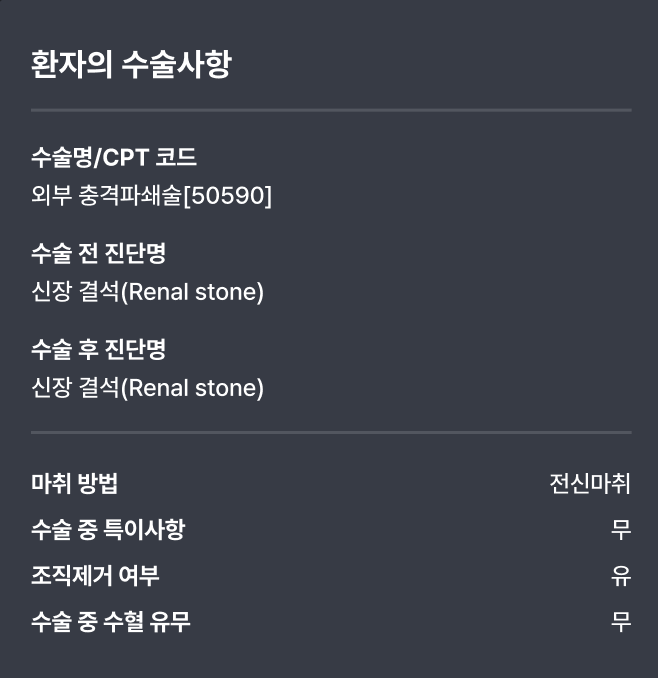 환자의 수술사항
수술명/CPT 코드
외부 충격파쇄술[50590]
수술 전 진단명
신장 결석(Renal stone)
수술 후 진단명
신장 결석(Renal stone)
마취 방법 전신마취
수술 중 특이사항 무
조직제거 여부 유
수술 중 수혈 유무 무